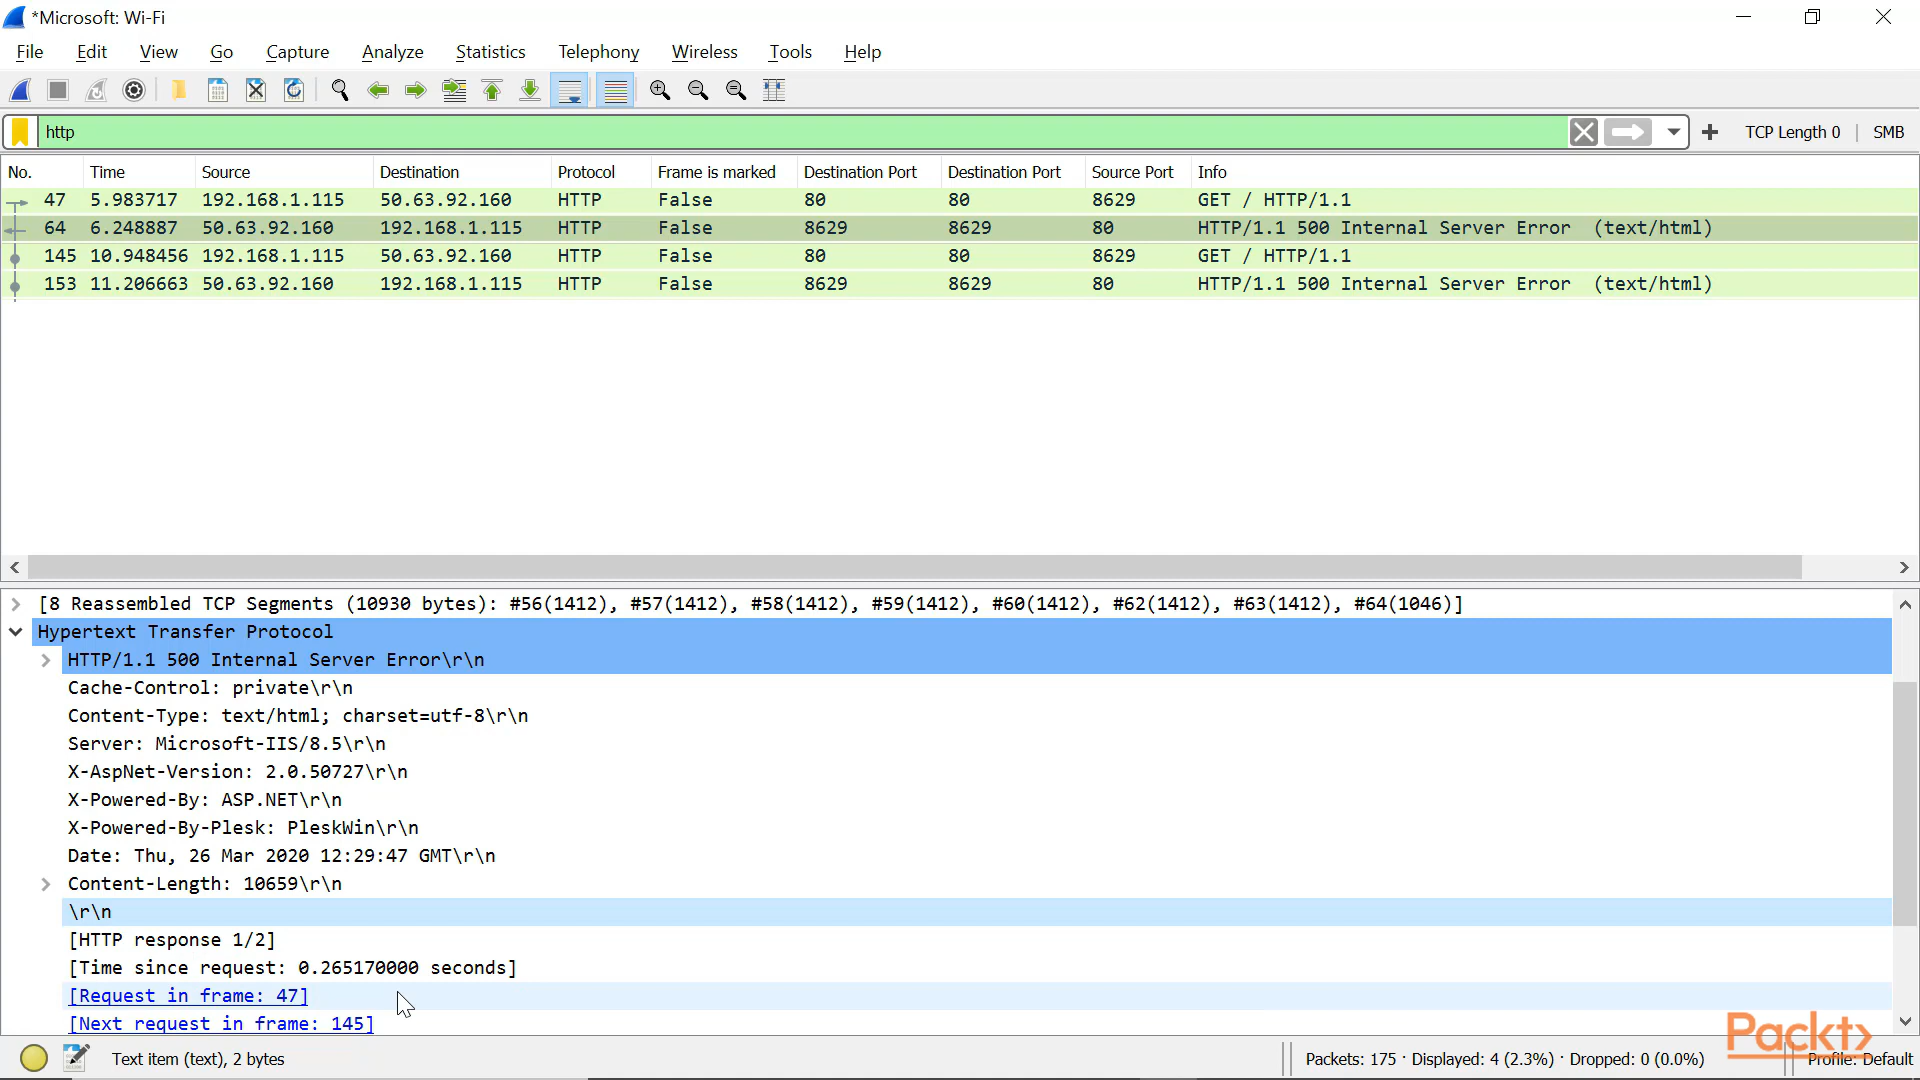 *Microsoft: Wi-Fi
File Edit View Go Capture Analyze Statistics Telephony Wireless Tools Help
http TCP Length 0 SMB
No. Time Source Destination Protocol Frame is marked Destination Port Destination Port Source Port Info
47 5.983717 192.168.1.115 50.63.92.160 HTTP False 80 80 8629 GET / HTTP/1.1
64 6.248887 50.63.92.160 192.168.1.115 HTTP False 8629 8629 80 HTTP/1.1 500 Internal Server Error (text/html)
145 10.948456 192.168.1.115 50.63.92.160 HTTP False 80 80 8629 GET / HTTP/1.1
153 11.206663 50.63.92.160 192.168.1.115 HTTP False 8629 8629 80 HTTP/1.1 500 Internal Server Error (text/html)
[8 Reassembled TCP Segments (10930 bytes): #56(1412), #57(1412), #58(1412), #59(1412), #60(1412), #62(1412), #63(1412), #64(1046)]
Hypertext Transfer Protocol
HTTP/1.1 500 Internal Server Error\r\n
Cache-Control: private\r\n
Content-Type: text/html; charset=utf-8\r\n
Server: Microsoft-IIS/8.5\r\n
X-AspNet-Version: 2.0.50727\r\n
X-Powered-By: ASP.NET\r\n
X-Powered-By-Plesk: PleskWin\r\n
Date: Thu, 26 Mar 2020 12:29:47 GMT\r\n
Content-Length: 10659\r\n
\r\n
[HTTP response 1/2]
[Time since request: 0.265170000 seconds]
[Request in frame: 47]
[Next request in frame: 145]
Packt>
Text item (text), 2 bytes Packets: 175 · Displayed: 4 (2.3%) · Dropped: 0 (0.0%) Profile: Default